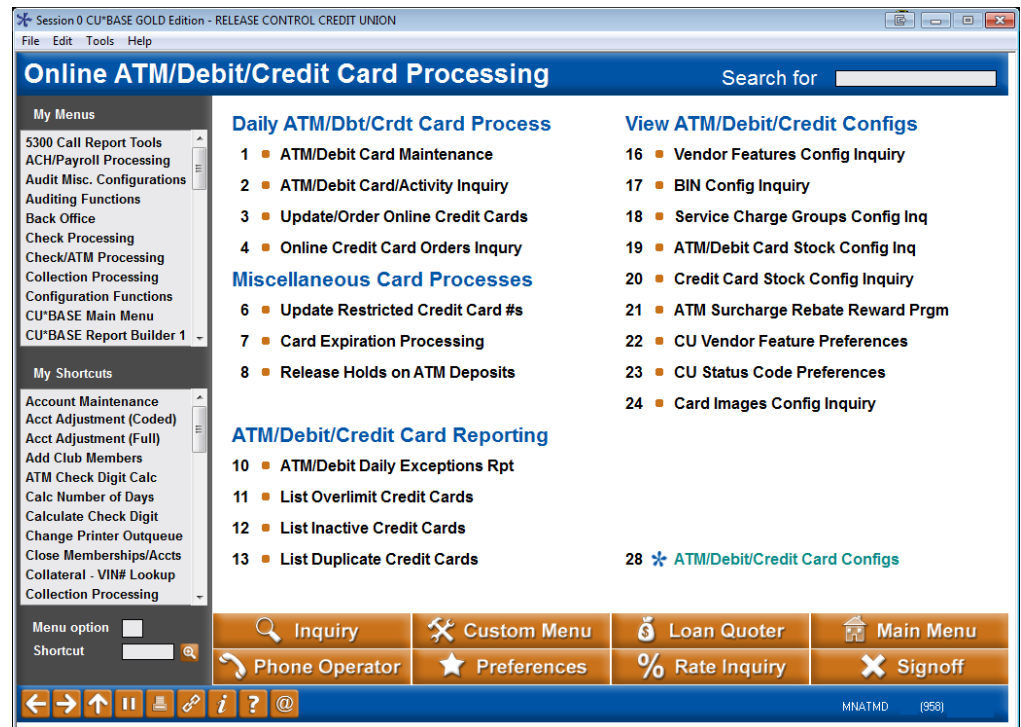 Session 0 CU*BASE GOLD Edition - RELEASE CONTROL CREDIT UNION
File Edit Tools Help
Online ATM/Debit/Credit Card Processing
Search for
My Menus
5300 Call Report Tools
ACH/Payroll Processing
Audit Misc. Configurations
Auditing Functions
Back Office
Check Processing
Check/ATM Processing
Collection Processing
Configuration Functions
CU*BASE Main Menu
CU*BASE Report Builder 1
My Shortcuts
Account Maintenance
Acct Adjustment (Coded)
Acct Adjustment (Full)
Add Club Members
ATM Check Digit Calc
Calc Number of Days
Calculate Check Digit
Change Printer Outqueue
Close Memberships/Accts
Collateral - VIN# Lookup
Collection Processing
Menu option
Shortcut
Daily ATM/Dbt/Crdt Card Process
1 ATM/Debit Card Maintenance
2 ATM/Debit Card/Activity Inquiry
3 Update/Order Online Credit Cards
4 Online Credit Card Orders Inqury
Miscellaneous Card Processes
6 Update Restricted Credit Card #s
7 Card Expiration Processing
8 Release Holds on ATM Deposits
ATM/Debit/Credit Card Reporting
10 ATM/Debit Daily Exceptions Rpt
11 List Overlimit Credit Cards
12 List Inactive Credit Cards
13 List Duplicate Credit Cards
View ATM/Debit/Credit Configs
16 Vendor Features Config Inquiry
17 BIN Config Inquiry
18 Service Charge Groups Config Inq
19 ATM/Debit Card Stock Config Inq
20 Credit Card Stock Config Inquiry
21 ATM Surcharge Rebate Reward Prgm
22 CU Vendor Feature Preferences
23 CU Status Code Preferences
24 Card Images Config Inquiry
28 ATM/Debit/Credit Card Configs
Inquiry Custom Menu Loan Quoter Main Menu
Phone Operator Preferences % Rate Inquiry Signoff
i ? @
MNATMD (958)